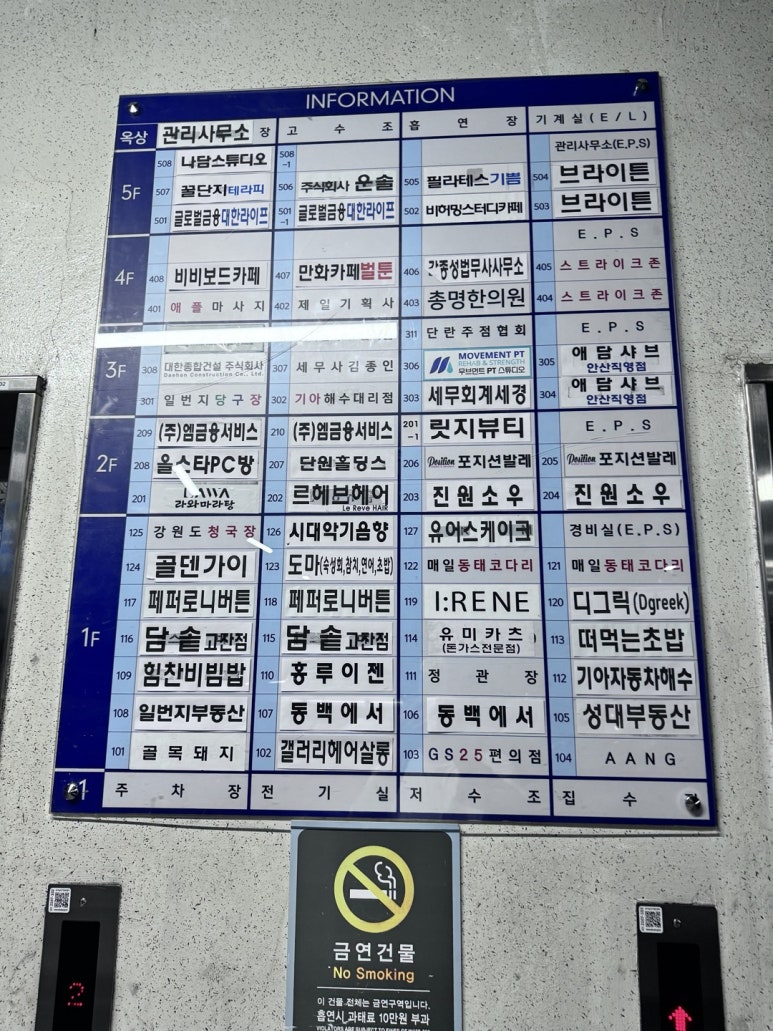 INFORMATION
옥상 관리사무소 장 고수조 흡연장 기계실(E/L)
5F
508 나담스튜디오 508-1 관리사무소(E.P.S)
507 꿀단지테라피 506 주식회사 운솔 505 필라테스기쁨 504 브라이튼
501 글로벌금융대한라이프 501-1 글로벌금융대한라이프 502 비허밍스터디카페 503 브라이튼
4F
E.P.S
408 비비보드카페 407 만화카페벌툰 406 강종성법무사사무소 405 스트라이크존
401 애플마사지 402 제일기획사 403 총명한의원 404 스트라이크존
3F
311 단란주점협회 E.P.S
308 대한종합건설 주식회사 307 세무사김종인 306 MOVEMENT PT 305 애담샤브
Daehan Construction Co., Ltd. REHAB & STRENGTH 안산직영점
무브먼트 PT 스튜디오
301 일번지당구장 302 기아해수대리점 303 세무회계세경 304 애담샤브
안산직영점
2F
209 (주)엠금융서비스 210 (주)엠금융서비스 201-1 릿지뷰티 E.P.S
208 올스타PC방 207 단원홀딩스 206 Position 포지션발레 205 Position 포지션발레
201 라와마라탕 202 르헤브헤어 203 진원소우 204 진원소우
Le Reve HAIR
1F
125 강원도청국장 126 시대악기음향 127 유어스케이크 경비실(E.P.S)
124 골덴가이 123 도마(숙성회,참치,연어,초밥) 122 매일동태코다리 121 매일동태코다리
117 페퍼로니버튼 118 페퍼로니버튼 119 I:RENE 120 디그릭(Dgreek)
116 담솥 고잔점 115 담솥 고잔점 114 유미카츠 113 떠먹는초밥
(돈가스전문점)
109 힘찬비빔밥 110 홍루이젠 111 정관장 112 기아자동차해수
108 일번지부동산 107 동백에서 106 동백에서 105 성대부동산
101 골목돼지 102 갤러리헤어살롱 103 GS25편의점 104 AANG
주차장 전기실 저수조 집수정
금연건물
No Smoking
이 건물 전체는 금연구역입니다.
흡연시, 과태료 10만원 부과
2